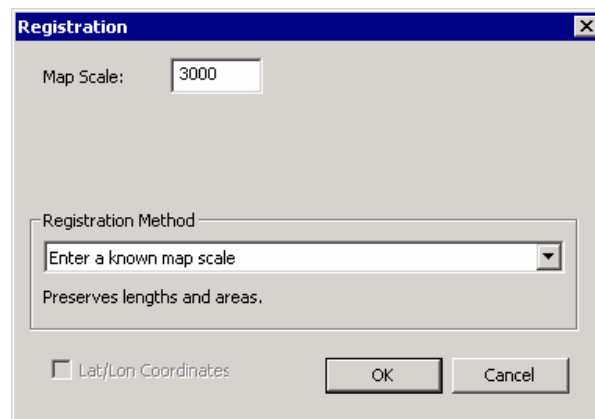 Registration
Map Scale: 3000
Registration Method
Enter a known map scale
Preserves lengths and areas.
Lat/Lon Coordinates OK Cancel